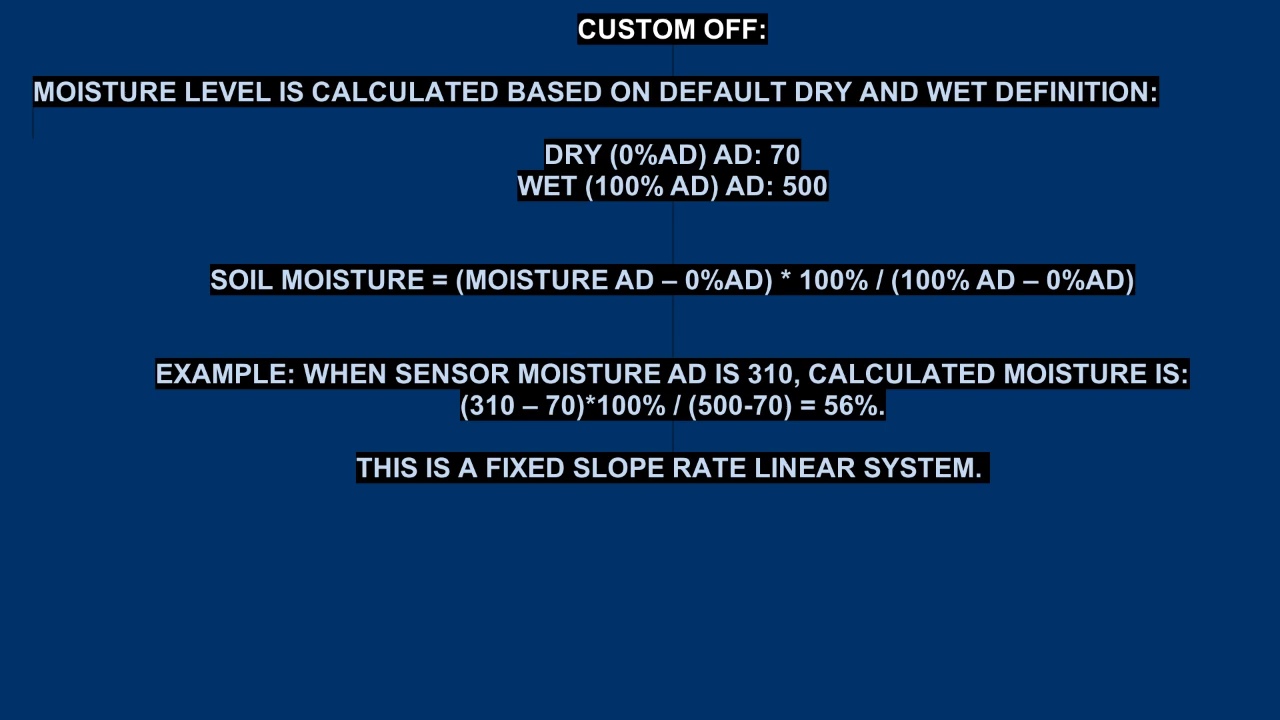 CUSTOM OFF:
MOISTURE LEVEL IS CALCULATED BASED ON DEFAULT DRY AND WET DEFINITION:
DRY (0%AD) AD: 70
WET (100% AD) AD: 500
SOIL MOISTURE = (MOISTURE AD – 0%AD) * 100% / (100% AD – 0%AD)
EXAMPLE: WHEN SENSOR MOISTURE AD IS 310, CALCULATED MOISTURE IS:
(310 – 70)*100% / (500-70) = 56%.
THIS IS A FIXED SLOPE RATE LINEAR SYSTEM.